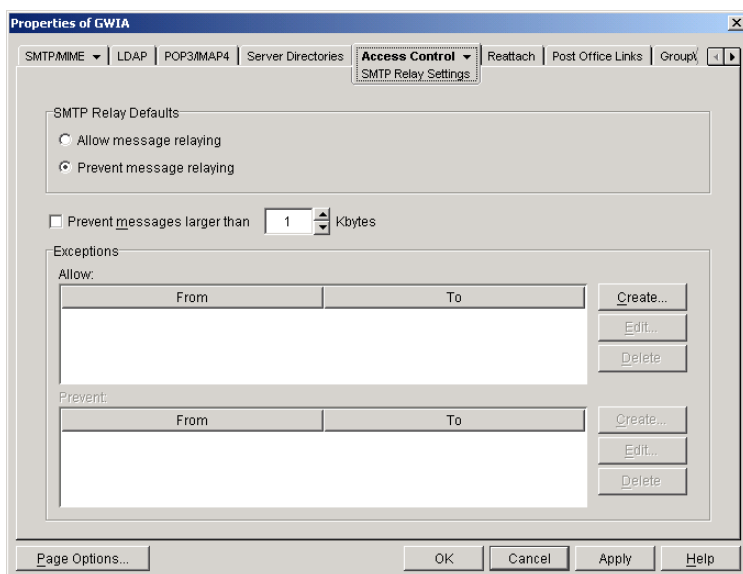 Properties of GWIA
SMTP/MIME LDAP POP3/IMAP4 Server Directories Access Control Reattach Post Office Links GroupW
SMTP Relay Settings
SMTP Relay Defaults
Allow message relaying
Prevent message relaying
Prevent messages larger than 1 Kbytes
Exceptions
Allow:
From To Create...
Edit...
Delete
Prevent:
From To Create...
Edit...
Delete
Page Options... OK Cancel Apply Help